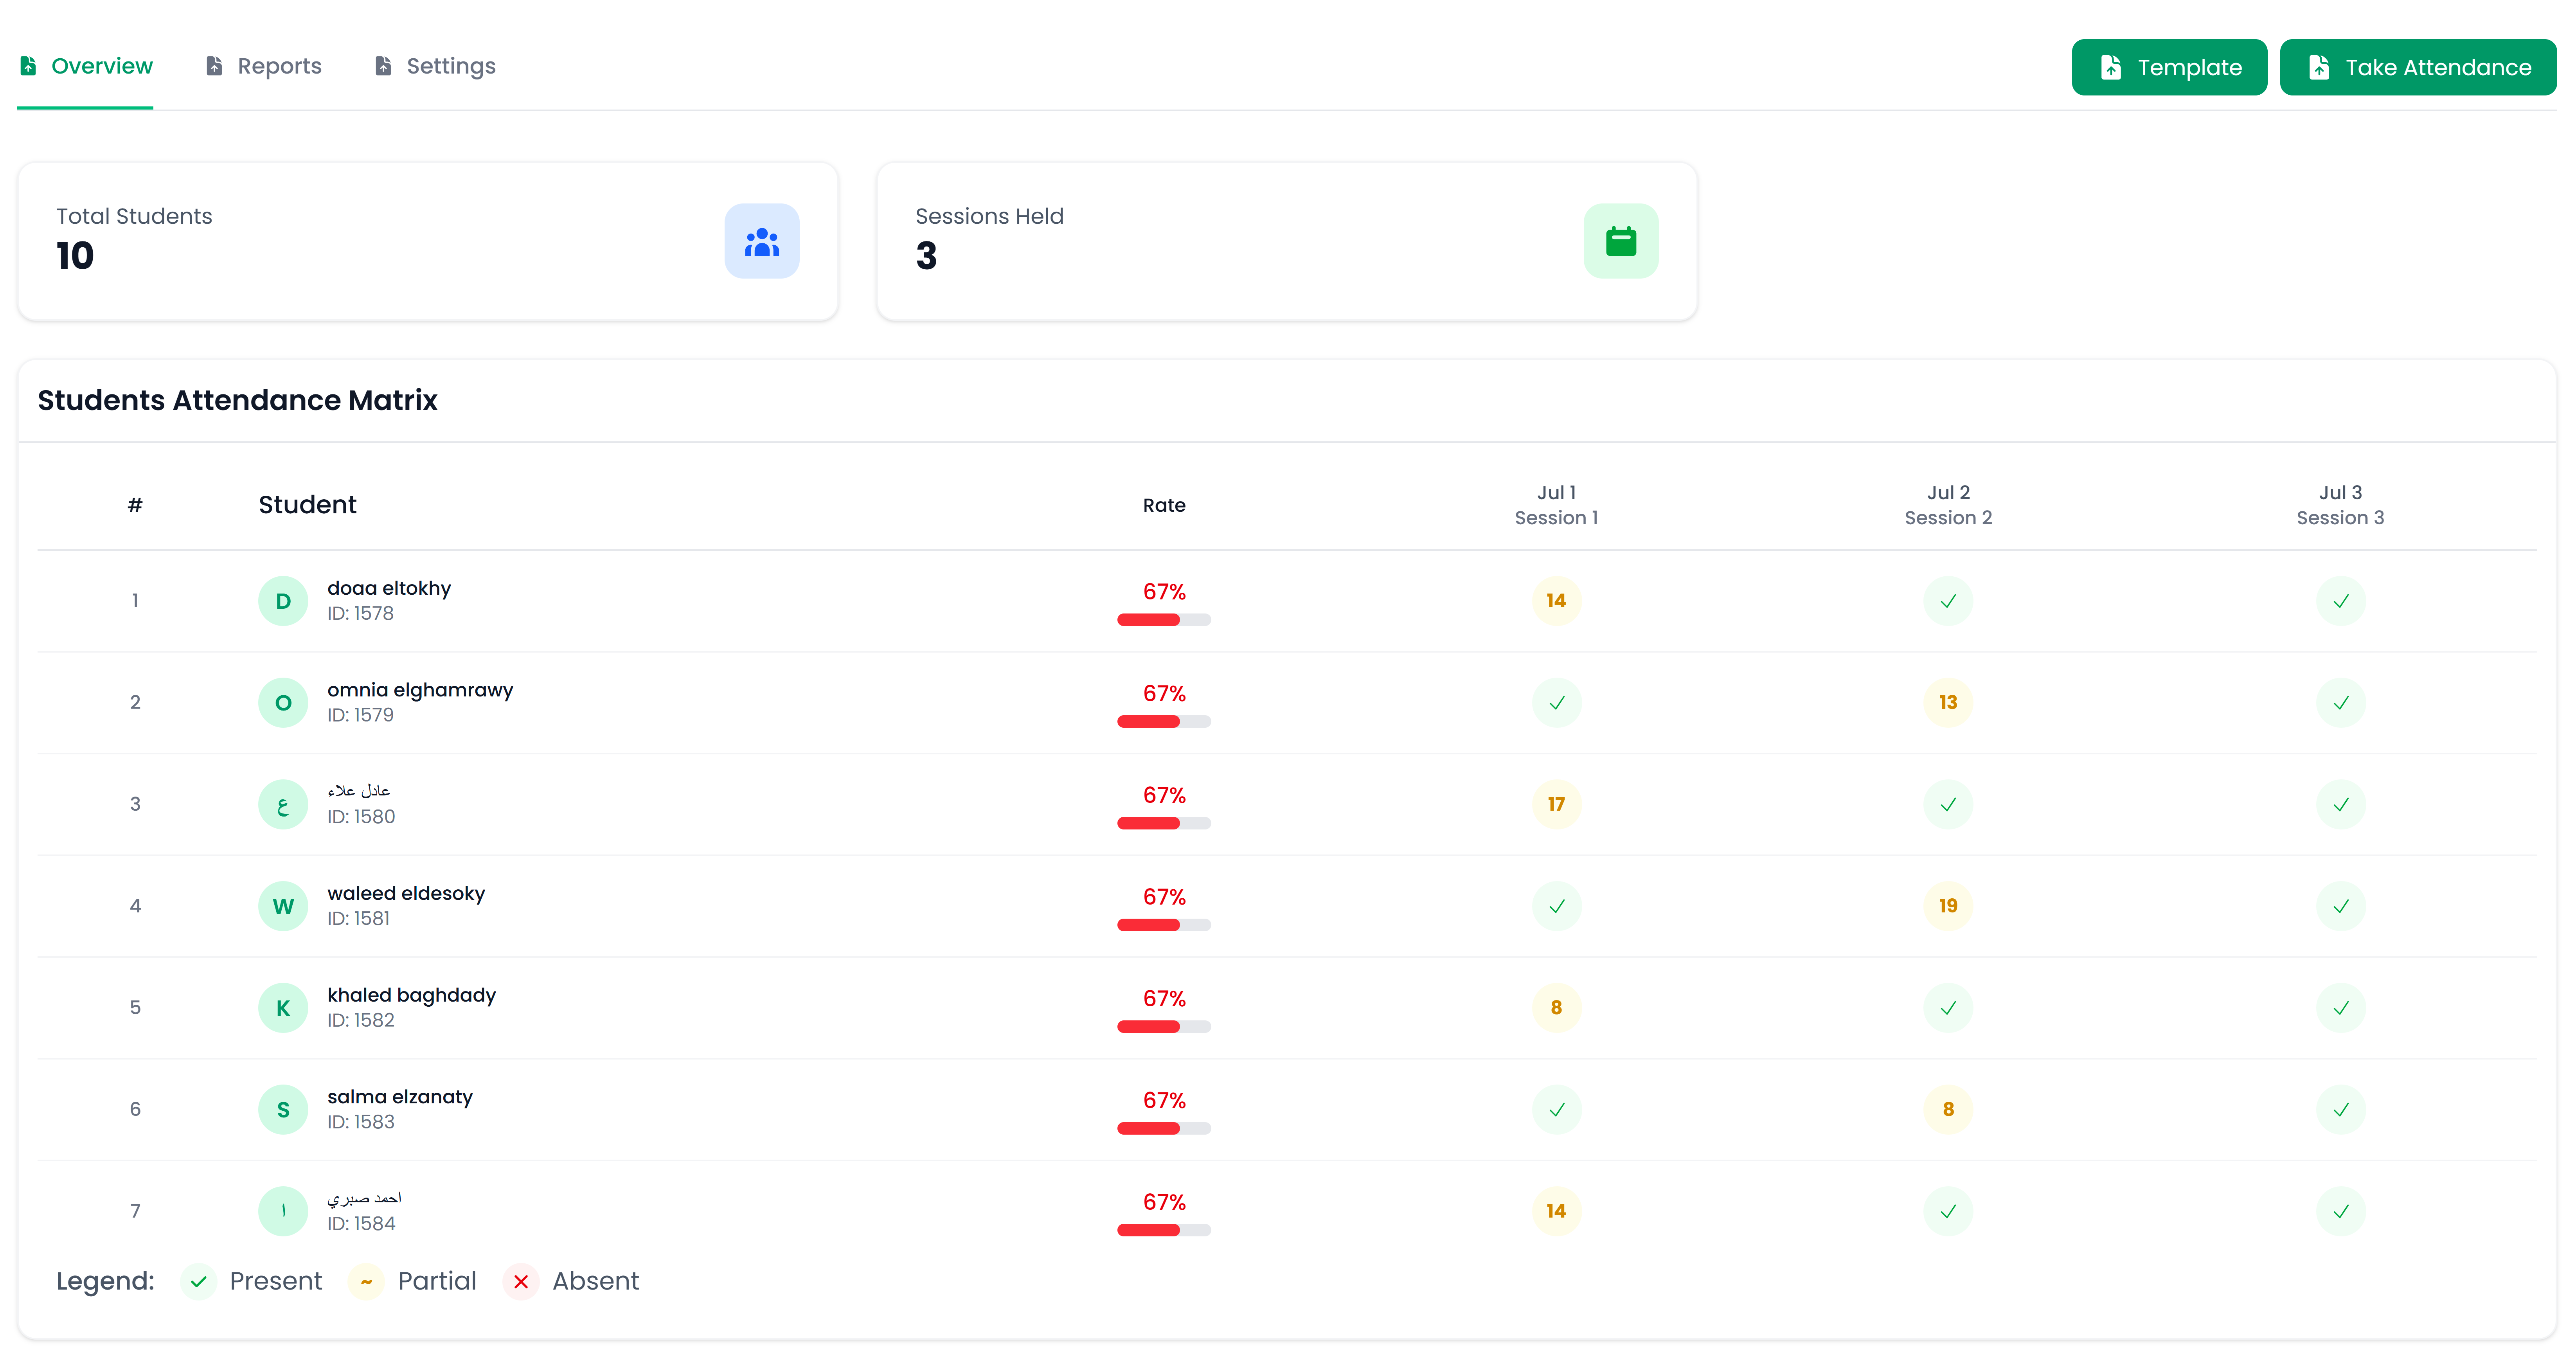 Overview Reports Settings Template Take Attendance
Total Students
10
Sessions Held
3
Students Attendance Matrix
# Student Rate Jul 1 Jul 2 Jul 3
Session 1 Session 2 Session 3
1 D doaa eltokhy 67% 14
ID: 1578
2 O omnia elghamrawy 67% 13
ID: 1579
3 ع عادل علاء 67% 17
ID: 1580
4 W waleed eldesoky 67% 19
ID: 1581
5 K khaled baghdady 67% 8
ID: 1582
6 S salma elzanaty 67% 8
ID: 1583
7 ا احمد صبري 67% 14
ID: 1584
Legend: Present ~ Partial Absent